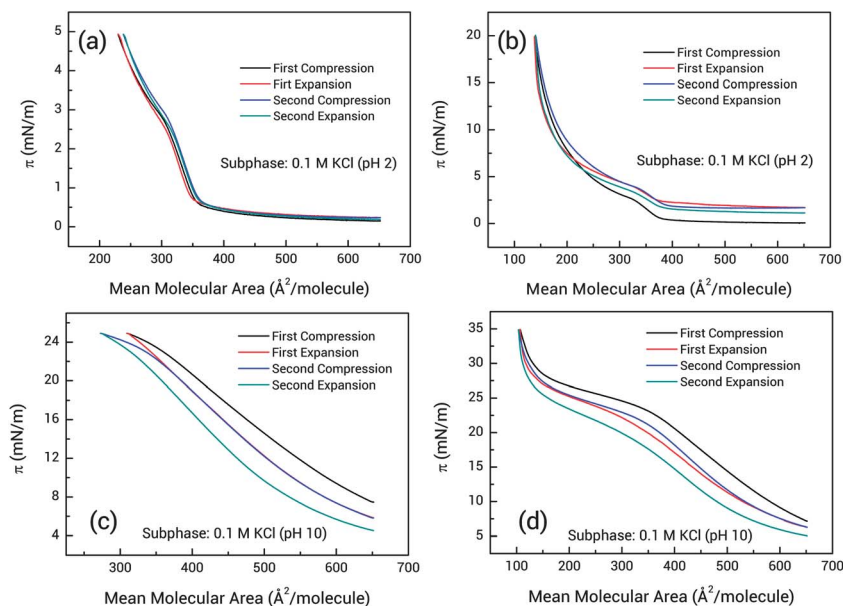 (a)
5
4
3
2
1
0
π (mN/m)
First Compression
Firt Expansion
Second Compression
Second Expansion
Subphase: 0.1 M KCl (pH 2)
200 300 400 500 600 700
Mean Molecular Area (Å²/molecule)
(b)
20
15
10
5
0
π (mN/m)
First Compression
First Expansion
Second Compression
Second Expansion
Subphase: 0.1 M KCl (pH 2)
100 200 300 400 500 600 700
Mean Molecular Area (Å²/molecule)
24
20
16
12
8
4
π (mN/m)
First Compression
First Expansion
Second Compression
Second Expansion
(c)
Subphase: 0.1 M KCl (pH 10)
300 400 500 600 700
Mean Molecular Area (Å²/molecule)
35
30
25
20
15
10
5
π (mN/m)
First Compression
First Expansion
Second Compression
Second Expansion
(d)
Subphase: 0.1 M KCl (pH 10)
100 200 300 400 500 600 700
Mean Molecular Area (Å²/molecule)